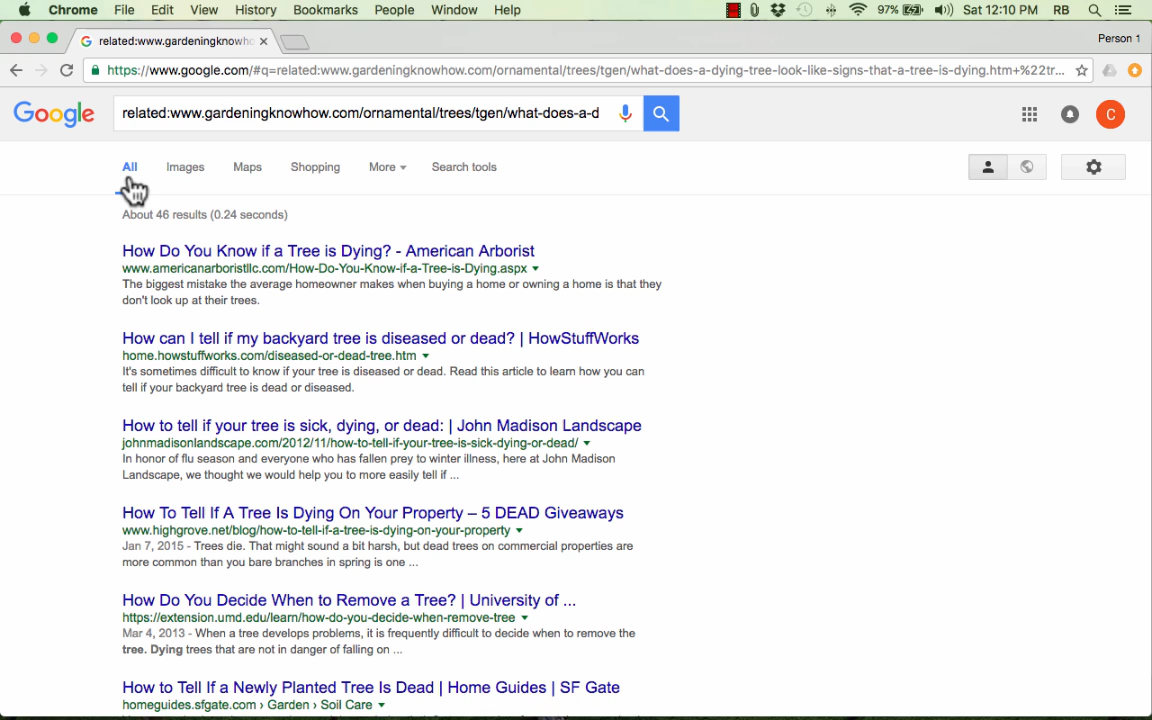 Chrome File Edit View History Bookmarks People Window Help 97% Sat 12:10 PM RB
related:www.gardeningknowho Person 1
https://www.google.com/#q=related:www.gardeningknowhow.com/ornamental/trees/tgen/what-does-a-dying-tree-look-like-signs-that-a-tree-is-dying.htm+%22tr...
Google related:www.gardeningknowhow.com/ornamental/trees/tgen/what-does-a-d C
All Images Maps Shopping More Search tools
About 46 results (0.24 seconds)
How Do You Know if a Tree is Dying? - American Arborist
www.americanarboristllc.com/How-Do-You-Know-if-a-Tree-is-Dying.aspx
The biggest mistake the average homeowner makes when buying a home or owning a home is that they
don't look up at their trees.
How can I tell if my backyard tree is diseased or dead? | HowStuffWorks
home.howstuffworks.com/diseased-or-dead-tree.htm
It's sometimes difficult to know if your tree is diseased or dead. Read this article to learn how you can
tell if your backyard tree is dead or diseased.
How to tell if your tree is sick, dying, or dead: | John Madison Landscape
johnmadisonlandscape.com/2012/11/how-to-tell-if-your-tree-is-sick-dying-or-dead/
In honor of flu season and everyone who has fallen prey to winter illness, here at John Madison
Landscape, we thought we would help you to more easily tell if ...
How To Tell If A Tree Is Dying On Your Property – 5 DEAD Giveaways
www.highgrove.net/blog/how-to-tell-if-a-tree-is-dying-on-your-property
Jan 7, 2015 - Trees die. That might sound a bit harsh, but dead trees on commercial properties are
more common than you bare branches in spring is one ...
How Do You Decide When to Remove a Tree? | University of ...
https://extension.umd.edu/learn/how-do-you-decide-when-remove-tree
Mar 4, 2013 - When a tree develops problems, it is frequently difficult to decide when to remove the
tree. Dying trees that are not in danger of falling on ...
How to Tell If a Newly Planted Tree Is Dead | Home Guides | SF Gate
homeguides.sfgate.com › Garden › Soil Care